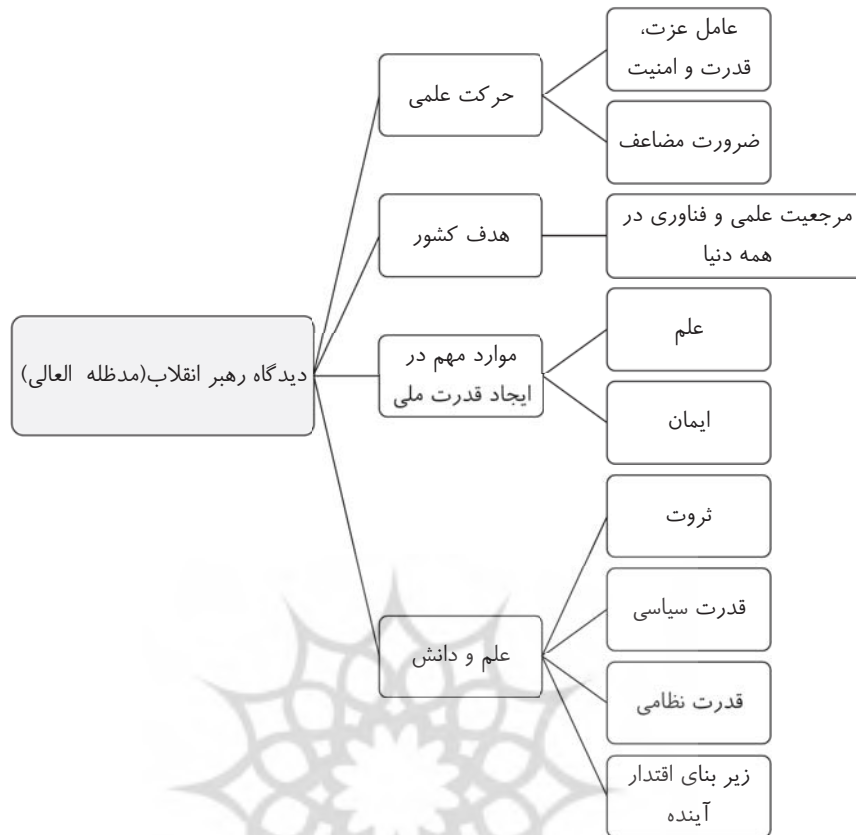 دیدگاه رهبر انقلاب(مدظله العالی)
حرکت علمی
عامل عزت،
قدرت و امنیت
ضرورت مضاعف
هدف کشور
مرجعیت علمی و فناوری در
همه دنیا
موارد مهم در
ایجاد قدرت ملی
علم
ایمان
علم و دانش
ثروت
قدرت سیاسی
قدرت نظامی
زیر بنای اقتدار
آینده